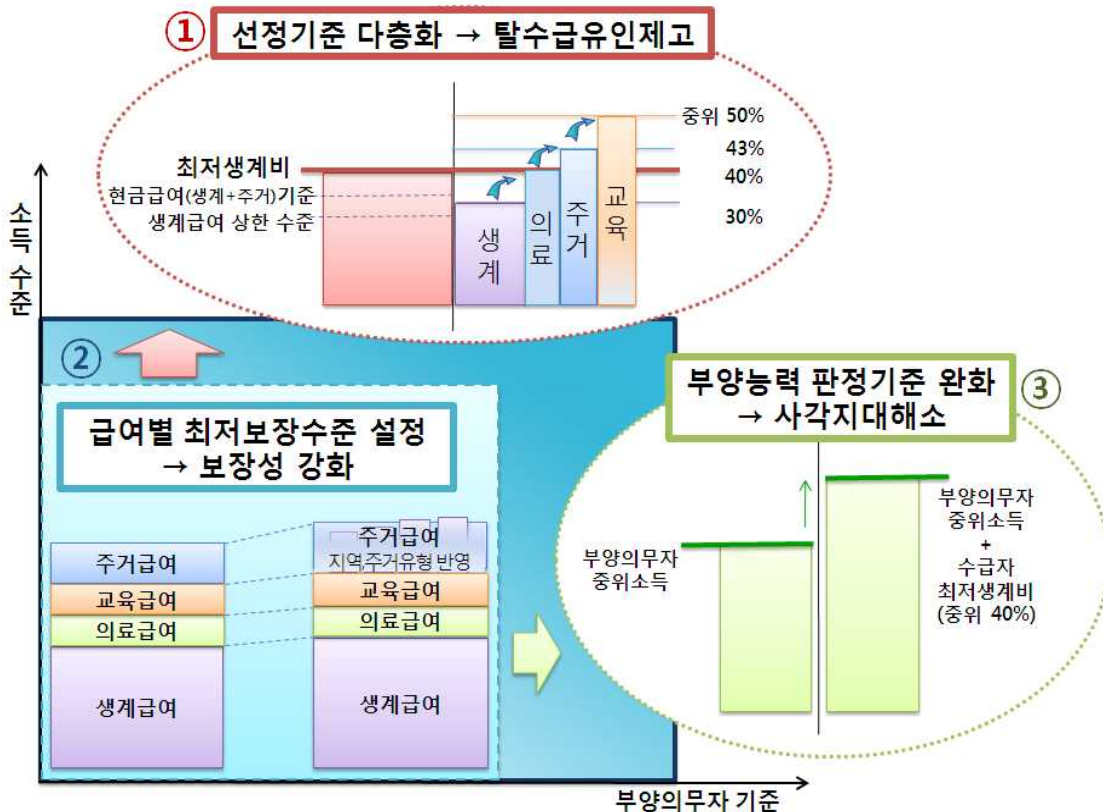 ① 선정기준 다층화 → 탈수급유인제고
중위 50%
43%
40%
30%
최저생계비
현금급여(생계+주거)기준
생계급여 상한 수준
생계
의료
주거
교육
소득 수준
②
급여별 최저보장수준 설정
→ 보장성 강화
주거급여
교육급여
의료급여
생계급여
주거급여
지역,주거유형 반영
교육급여
의료급여
생계급여
부양능력 판정기준 완화
→ 사각지대해소
③
부양의무자
중위소득
부양의무자
중위소득
+
수급자
최저생계비
(중위 40%)
부양의무자 기준